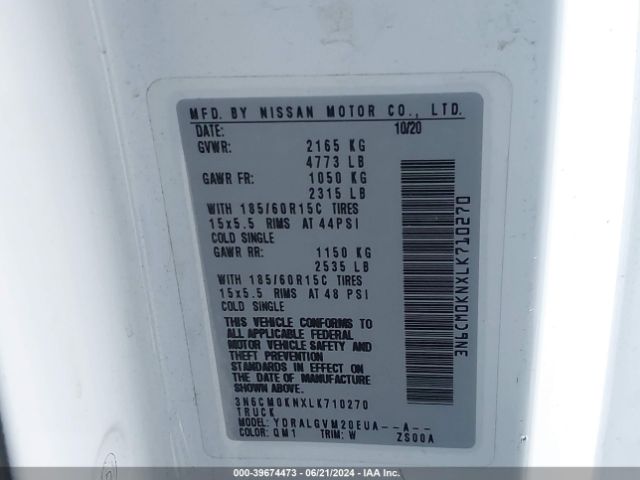 MFD. BY NISSAN MOTOR CO., LTD.
DATE: 10/20
GVWR: 2165 KG
4773 LB
GAWR FR: 1050 KG
2315 LB
WITH 185/60R15C TIRES
15x5.5 RIMS AT 44PSI
COLD SINGLE
GAWR RR: 1150 KG
2535 LB
WITH 185/60R15C TIRES
15x5.5 RIMS AT 48 PSI
COLD SINGLE
THIS VEHICLE CONFORMS TO
ALL APPLICABLE FEDERAL
MOTOR VEHICLE SAFETY AND
THEFT PREVENTION
STANDARDS IN EFFECT ON
THE DATE OF MANUFACTURE
SHOWN ABOVE.
3N6CM0KNXLK710270
TRUCK
MODEL: YDRALGVM20EUA--A--
COLOR: QM1 TRIM: W ZS00A
3N6CM0KNXLK710270
000-39674473 - 06/21/2024 - IAAI.COM